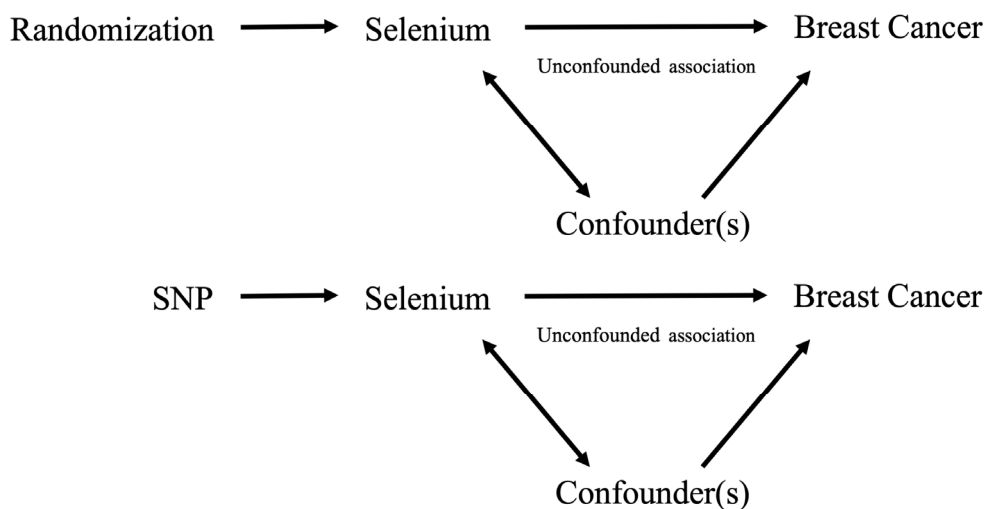 Randomization Selenium Breast Cancer
Unconfounded association
Confounder(s)
SNP Selenium Breast Cancer
Unconfounded association
Confounder(s)